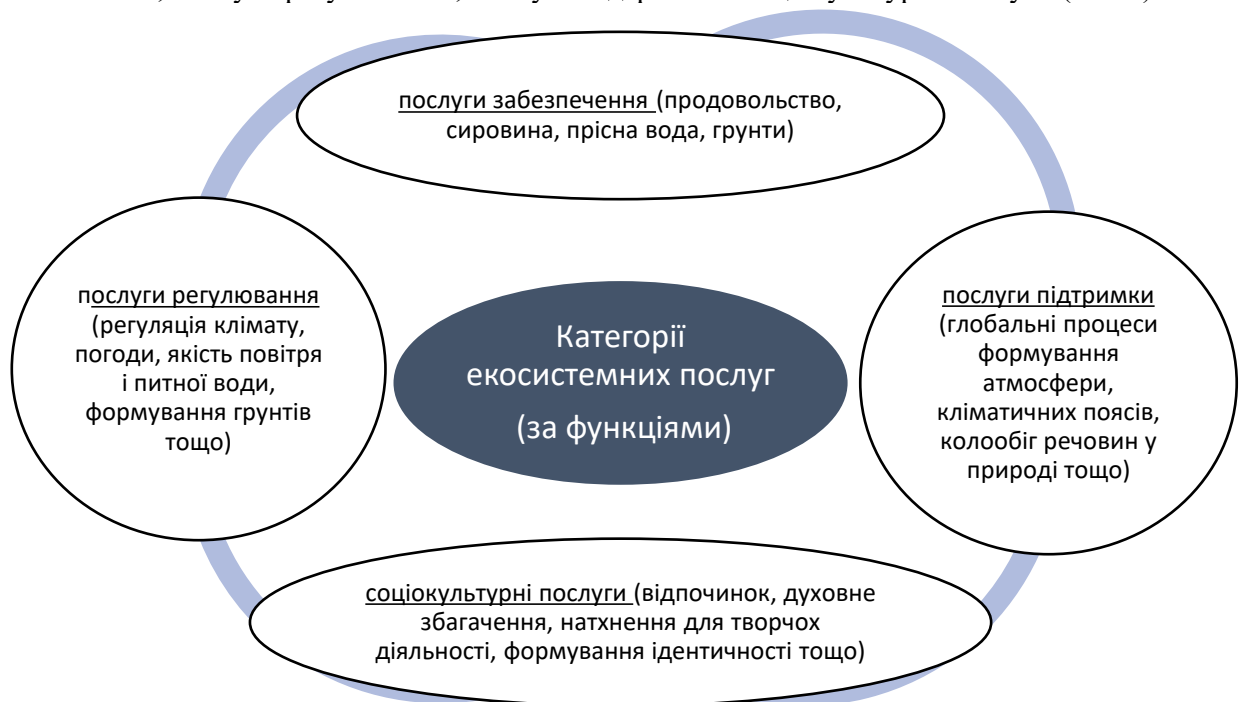 послуги забезпечення (продовольство,
сировина, прісна вода, грунти)
послуги регулювання
(регуляція клімату,
погоди, якість повітря
і питної води,
формування грунтів
тощо)
Категорії
екосистемних послуг
(за функціями)
послуги підтримки
(глобальні процеси
формування
атмосфери,
кліматичних поясів,
колообіг речовин у
природі тощо)
соціокультурні послуги (відпочинок, духовне
збагачення, натхнення для творчох
діяльності, формування ідентичності тощо)